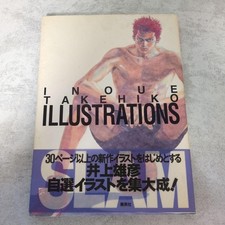 INOUE
TAKEHIKO
ILLUSTRATIONS
30ページ以上の新作イラストをはじめとする
井上雄彦
自選イラストを集大成!